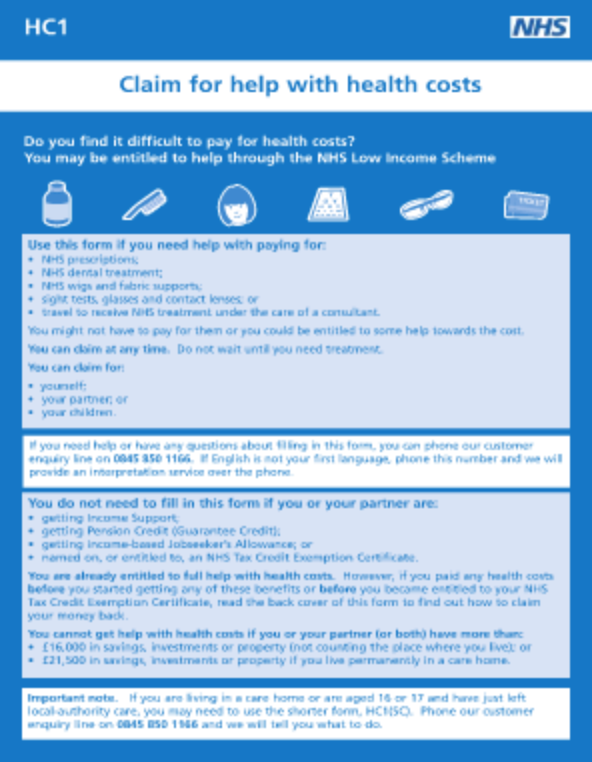 HC1
NHS
Claim for help with health costs
Do you find it difficult to pay for health costs?
You may be entitled to help through the NHS Low Income Scheme
TICKET
Use this form if you need help with paying for:
• NHS prescriptions;
• NHS dental treatment;
• NHS wigs and fabric supports;
• sight tests, glasses and contact lenses; or
• travel to receive NHS treatment under the care of a consultant.
You might not have to pay for them or you could be entitled to some help towards the cost.
You can claim at any time. Do not wait until you need treatment.
You can claim for:
• yourself;
• your partner; or
• your children.
If you need help or have any questions about filling in this form, you can phone our customer
enquiry line on 0845 850 1166. If English is not your first language, phone this number and we will
provide an interpretation service over the phone.
You do not need to fill in this form if you or your partner are:
• getting Income Support;
• getting Pension Credit (Guarantee Credit);
• getting income-based Jobseeker's Allowance; or
• named on, or entitled to, an NHS Tax Credit Exemption Certificate.
You are already entitled to full help with health costs. However, if you paid any health costs
before you started getting any of these benefits or before you became entitled to your NHS
Tax Credit Exemption Certificate, read the back cover of this form to find out how to claim
your money back.
You cannot get help with health costs if you or your partner (or both) have more than:
• £16,000 in savings, investments or property (not counting the place where you live); or
• £21,500 in savings, investments or property if you live permanently in a care home.
Important note. If you are living in a care home or are aged 16 or 17 and have just left
local-authority care, you may need to use the shorter form, HC1(SC). Phone our customer
enquiry line on 0845 850 1166 and we will tell you what to do.